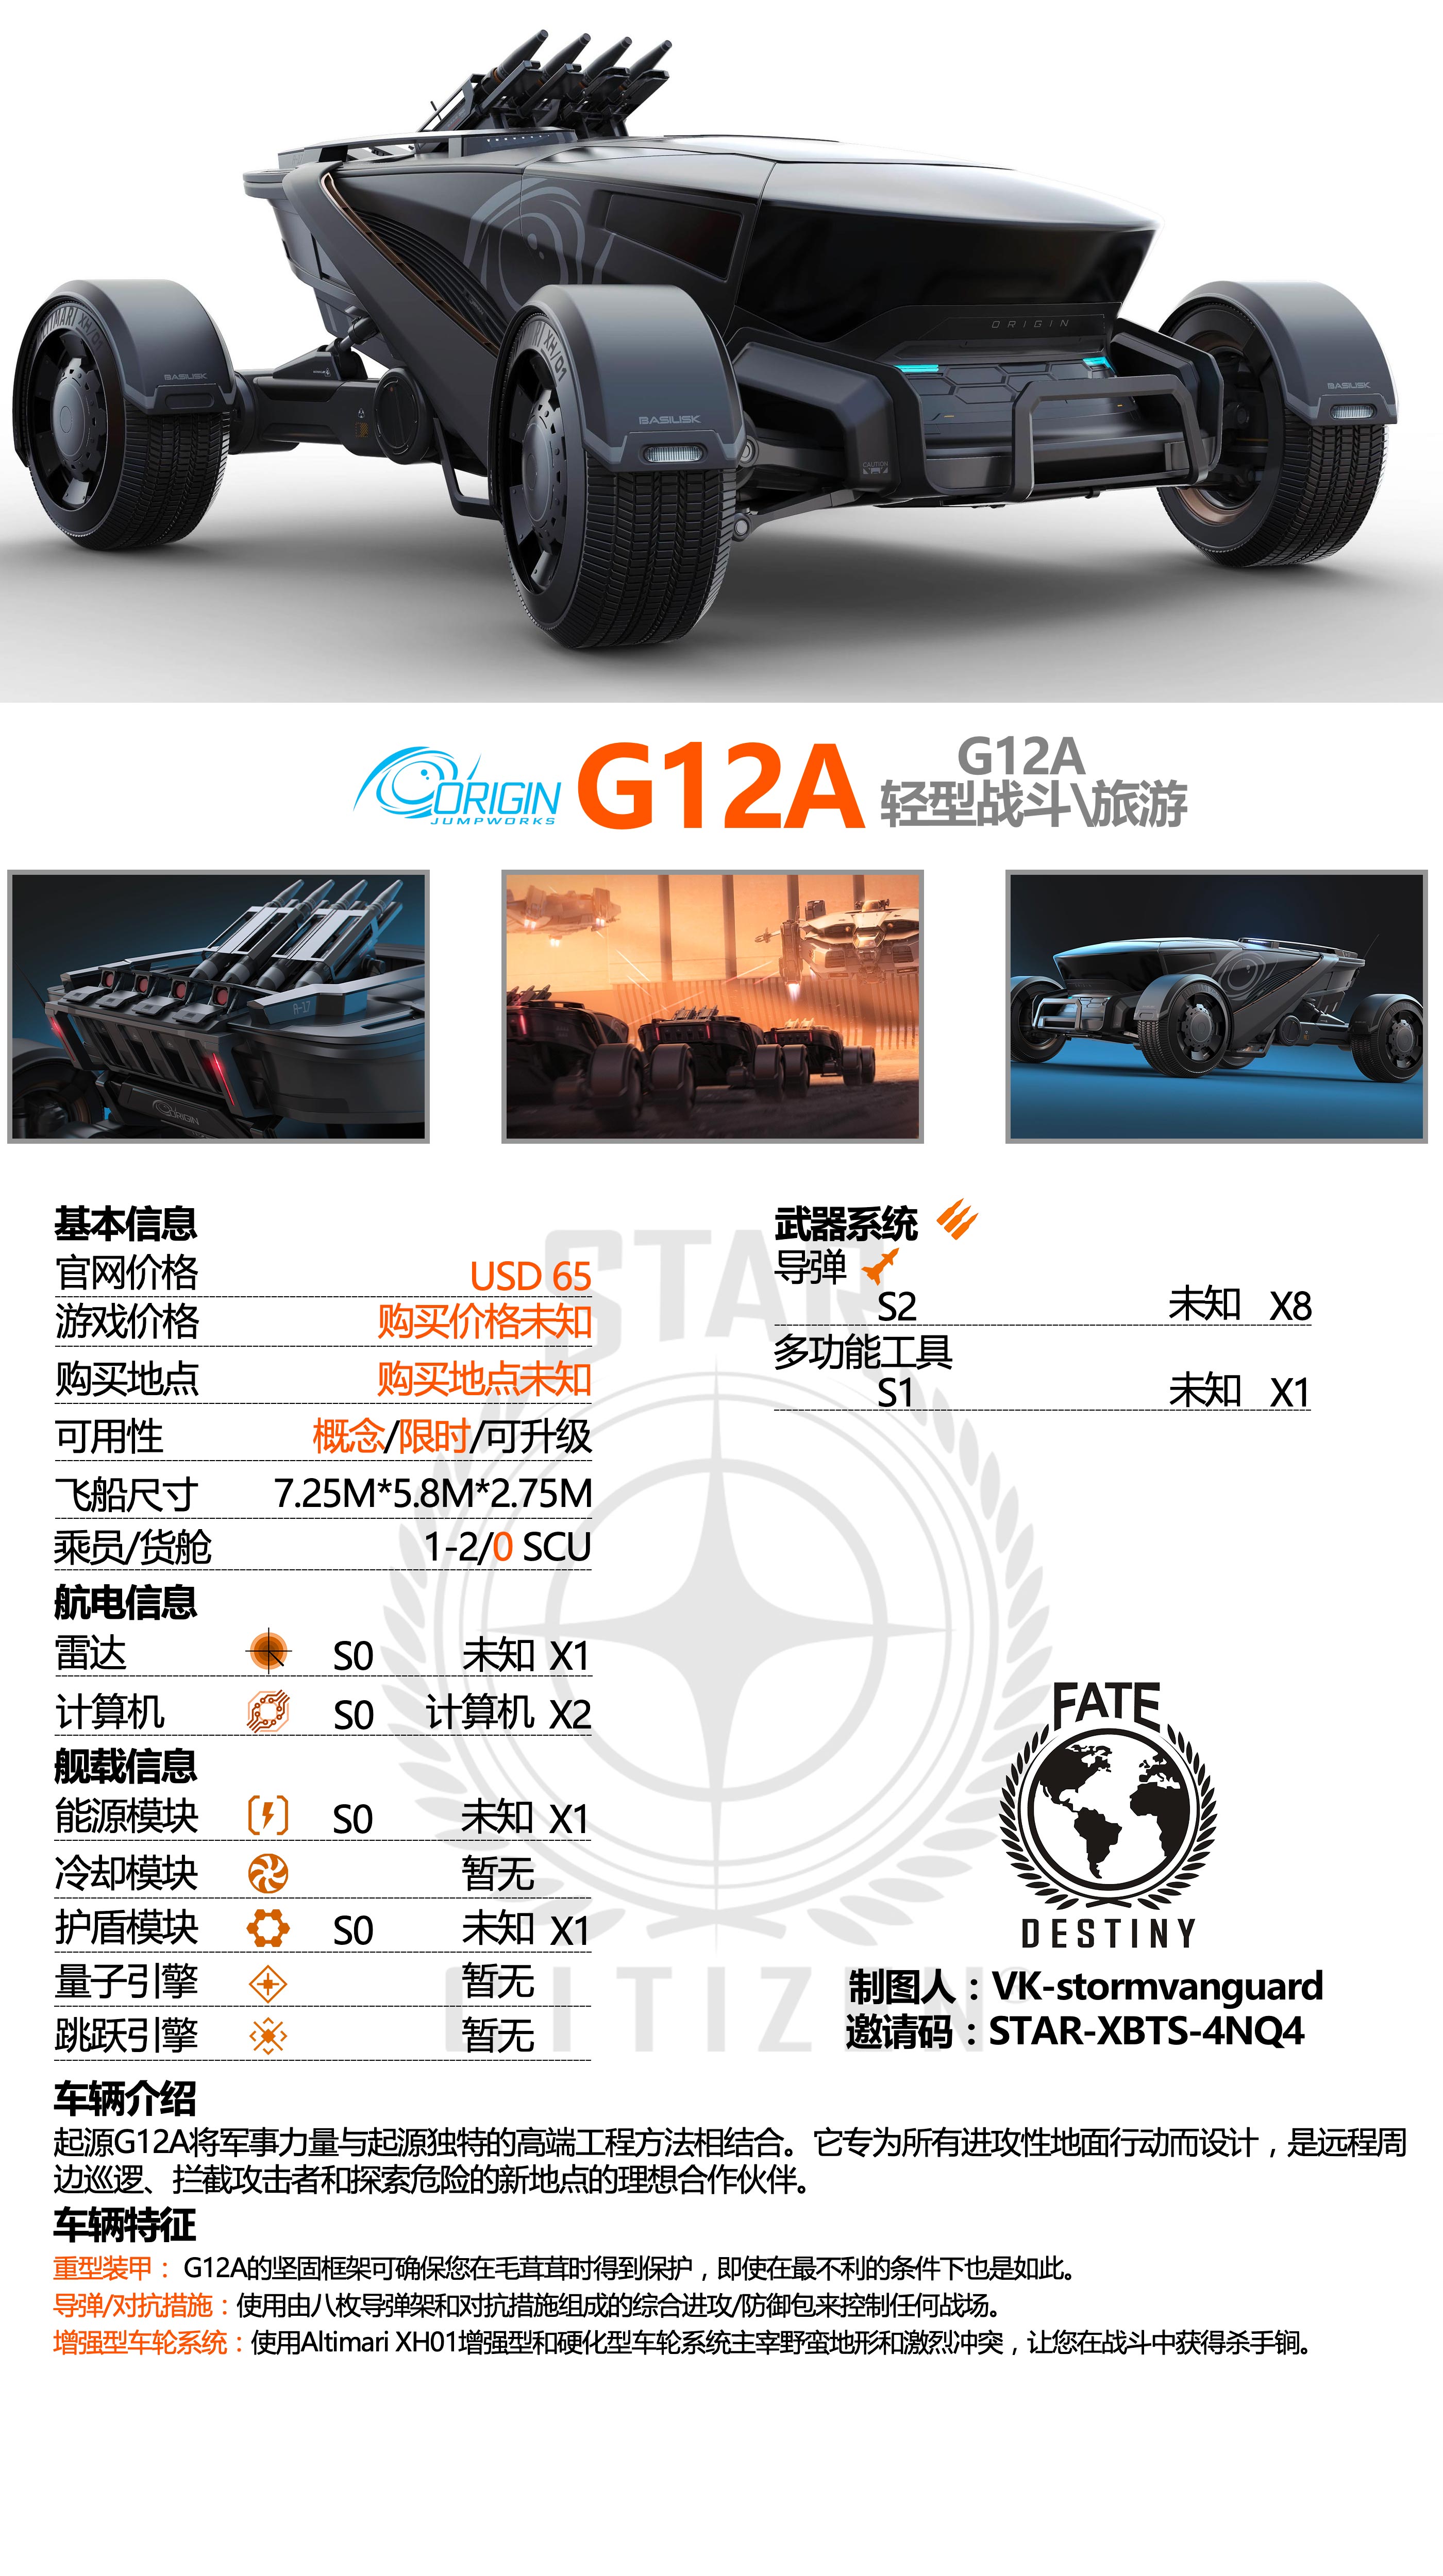 ALTIMARI XH/01
XH/01
BASILISK
BASILISK
BASILISK
ORIGIN
CAUTION
ORIGIN
JUMPWORKS
G12A
G12A
轻型战斗\旅游
A-17
ORIGIN
STAR
CITIZEN
基本信息
官网价格 USD 65
游戏价格 购买价格未知
购买地点 购买地点未知
可用性 概念/限时/可升级
飞船尺寸 7.25M*5.8M*2.75M
乘员/货舱 1-2/0 SCU
航电信息
雷达 S0 未知 X1
计算机 S0 计算机 X2
舰载信息
能源模块 S0 未知 X1
冷却模块 暂无
护盾模块 S0 未知 X1
量子引擎 暂无
跳跃引擎 暂无
武器系统
导弹
S2 未知 X8
多功能工具
S1 未知 X1
FATE
DESTINY
制图人：VK-stormvanguard
邀请码：STAR-XBTS-4NQ4
车辆介绍
起源G12A将军事力量与起源独特的高端工程方法相结合。它专为所有进攻性地面行动而设计，是远程周
边巡逻、拦截攻击者和探索危险的新地点的理想合作伙伴。
车辆特征
重型装甲：G12A的坚固框架可确保您在毛茸茸时得到保护，即使在最不利的条件下也是如此。
导弹/对抗措施：使用由八枚导弹架和对抗措施组成的综合进攻/防御包来控制任何战场。
增强型车轮系统：使用Altimari XH01增强型和硬化型车轮系统主宰野蛮地形和激烈冲突，让您在战斗中获得杀手锏。